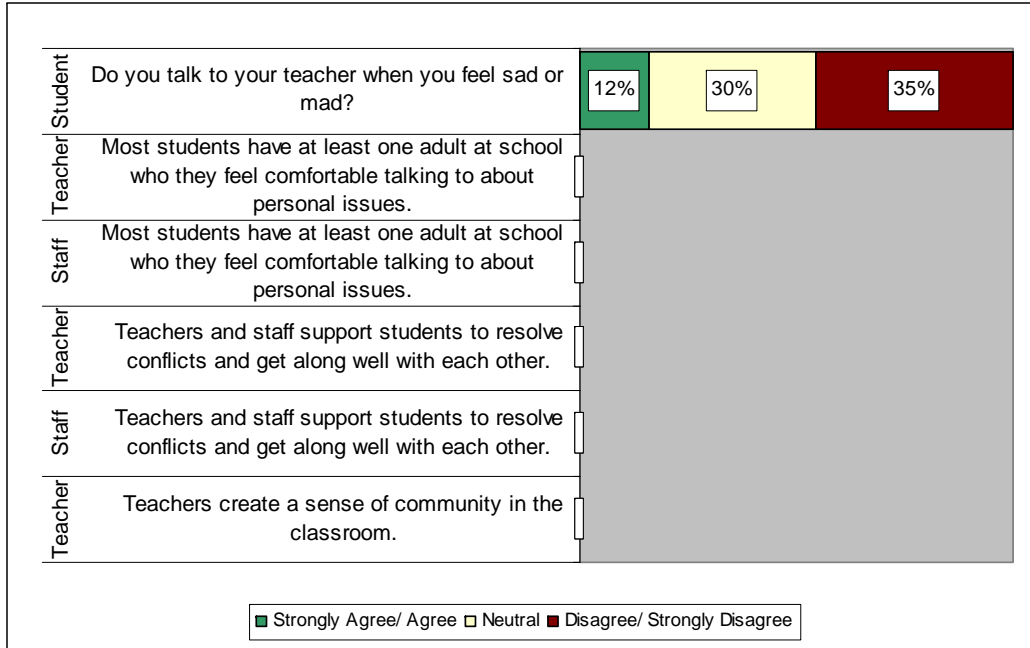 Student
Do you talk to your teacher when you feel sad or
mad?
12%
30%
35%
Teacher
Most students have at least one adult at school
who they feel comfortable talking to about
personal issues.
Staff
Most students have at least one adult at school
who they feel comfortable talking to about
personal issues.
Teacher
Teachers and staff support students to resolve
conflicts and get along well with each other.
Staff
Teachers and staff support students to resolve
conflicts and get along well with each other.
Teacher
Teachers create a sense of community in the
classroom.
Strongly Agree/ Agree Neutral Disagree/ Strongly Disagree